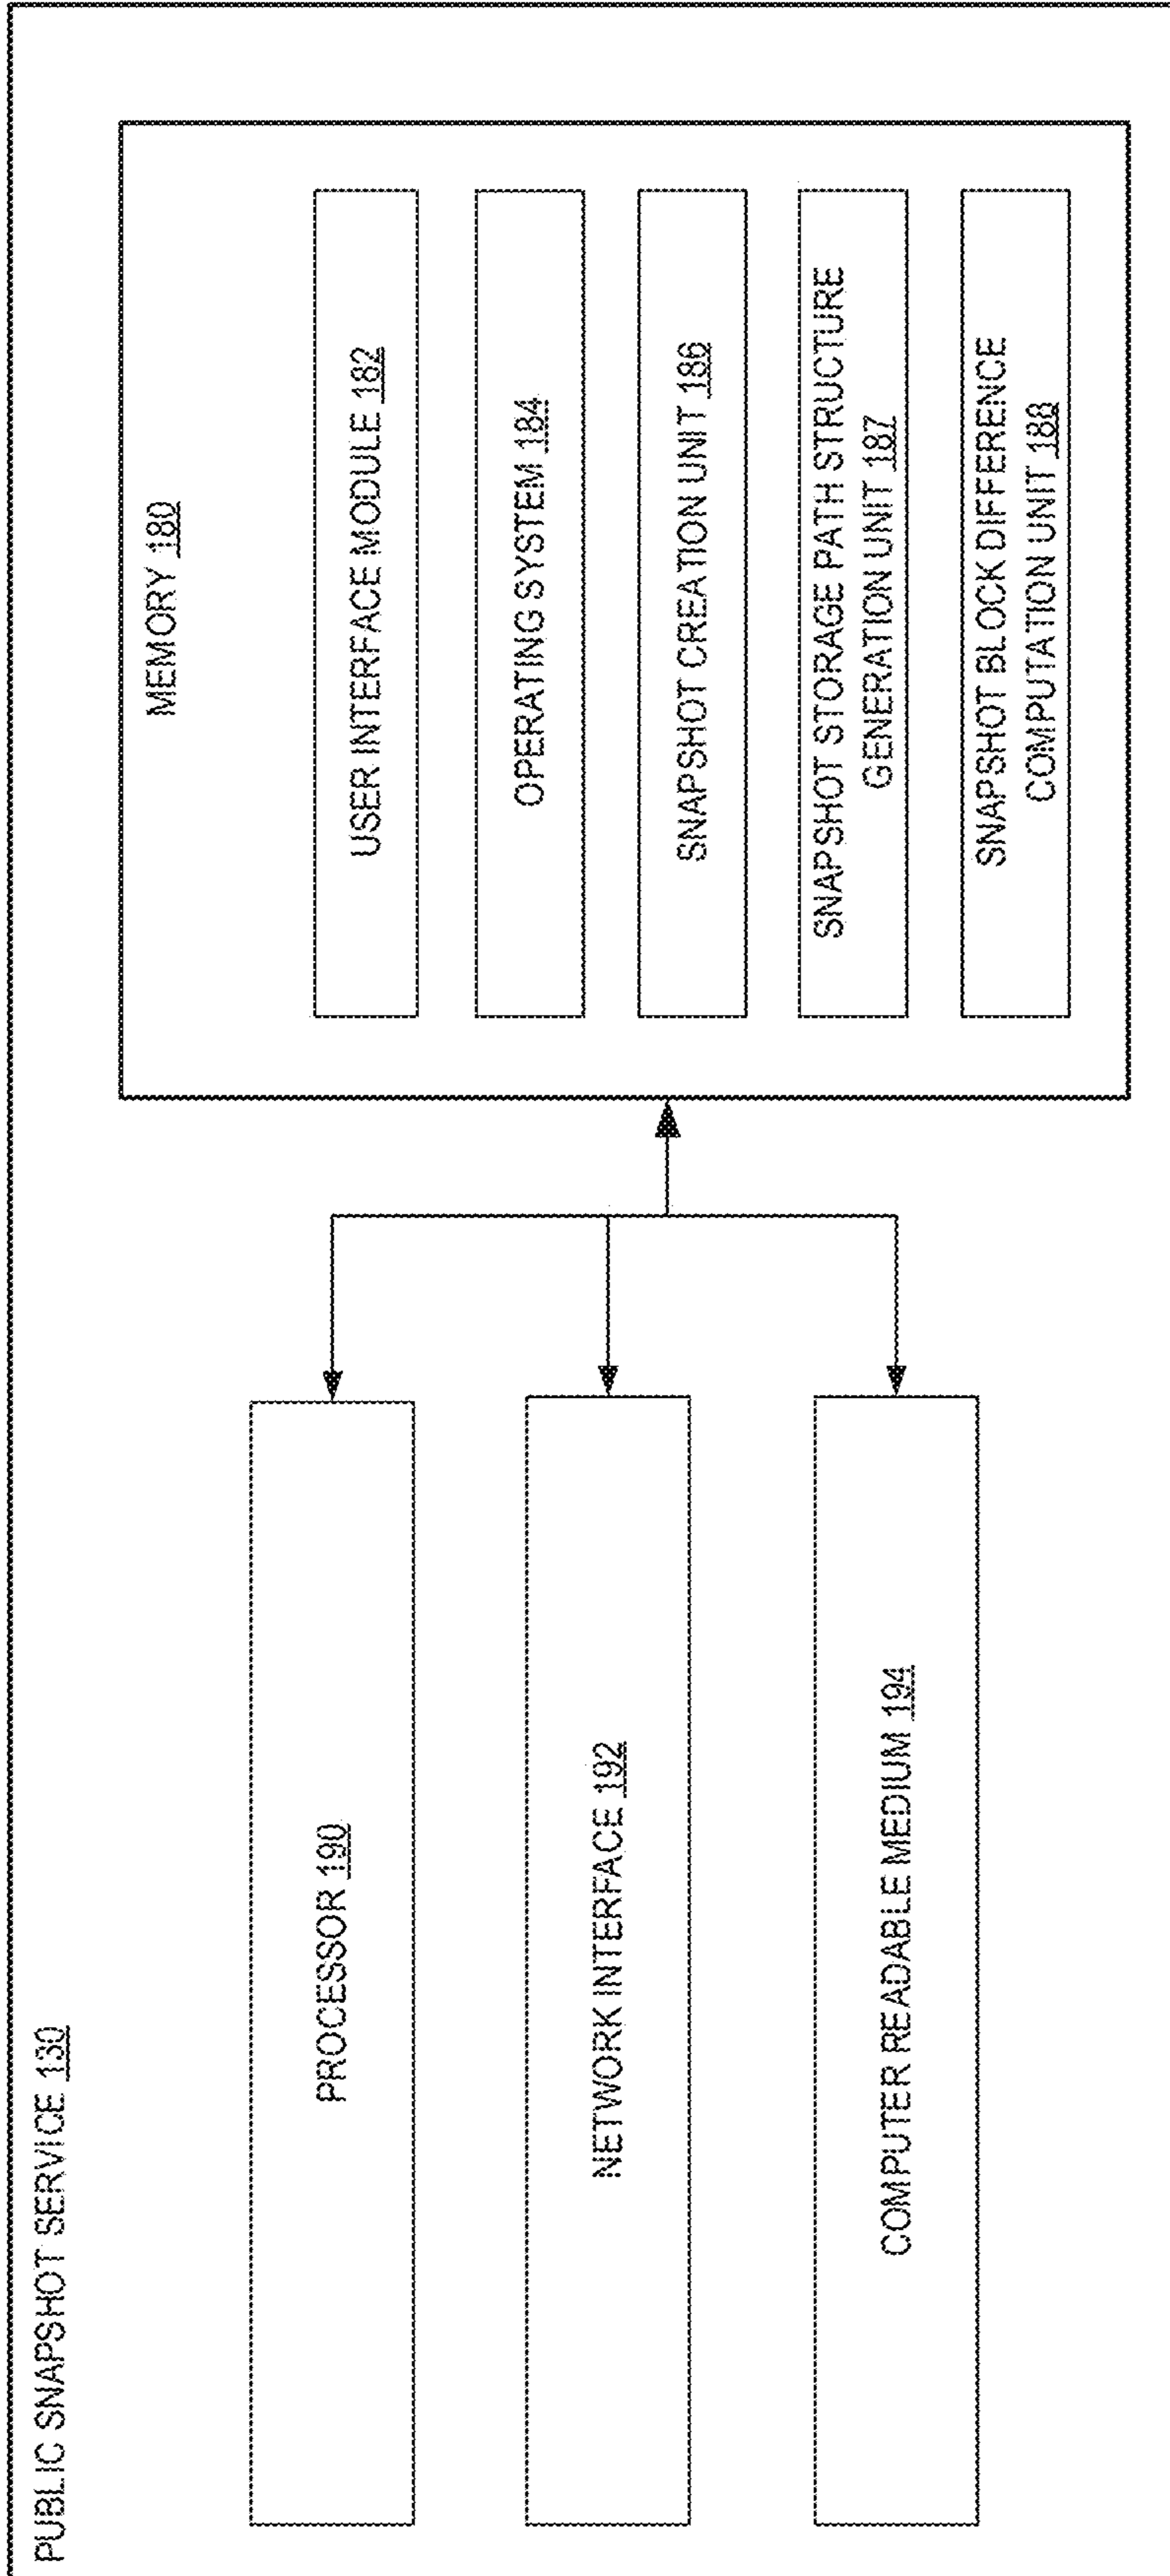 PUBLIC SNAPSHOT SERVICE 130
PROCESSOR 190
NETWORK INTERFACE 192
COMPUTER READABLE MEDIUM 194
MEMORY 180
USER INTERFACE MODULE 182
OPERATING SYSTEM 184
SNAPSHOT CREATION UNIT 186
SNAPSHOT STORAGE PATH STRUCTURE
GENERATION UNIT 187
SNAPSHOT BLOCK DIFFERENCE
COMPUTATION UNIT 188